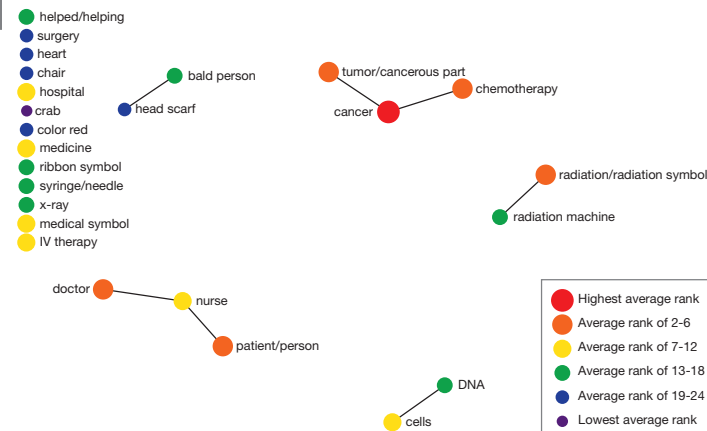 helped/helping
surgery
heart
chair
hospital
crab
color red
medicine
ribbon symbol
syringe/needle
x-ray
medical symbol
IV therapy
bald person
head scarf
tumor/cancerous part
chemotherapy
cancer
radiation/radiation symbol
radiation machine
doctor
nurse
patient/person
DNA
cells
Highest average rank
Average rank of 2-6
Average rank of 7-12
Average rank of 13-18
Average rank of 19-24
Lowest average rank